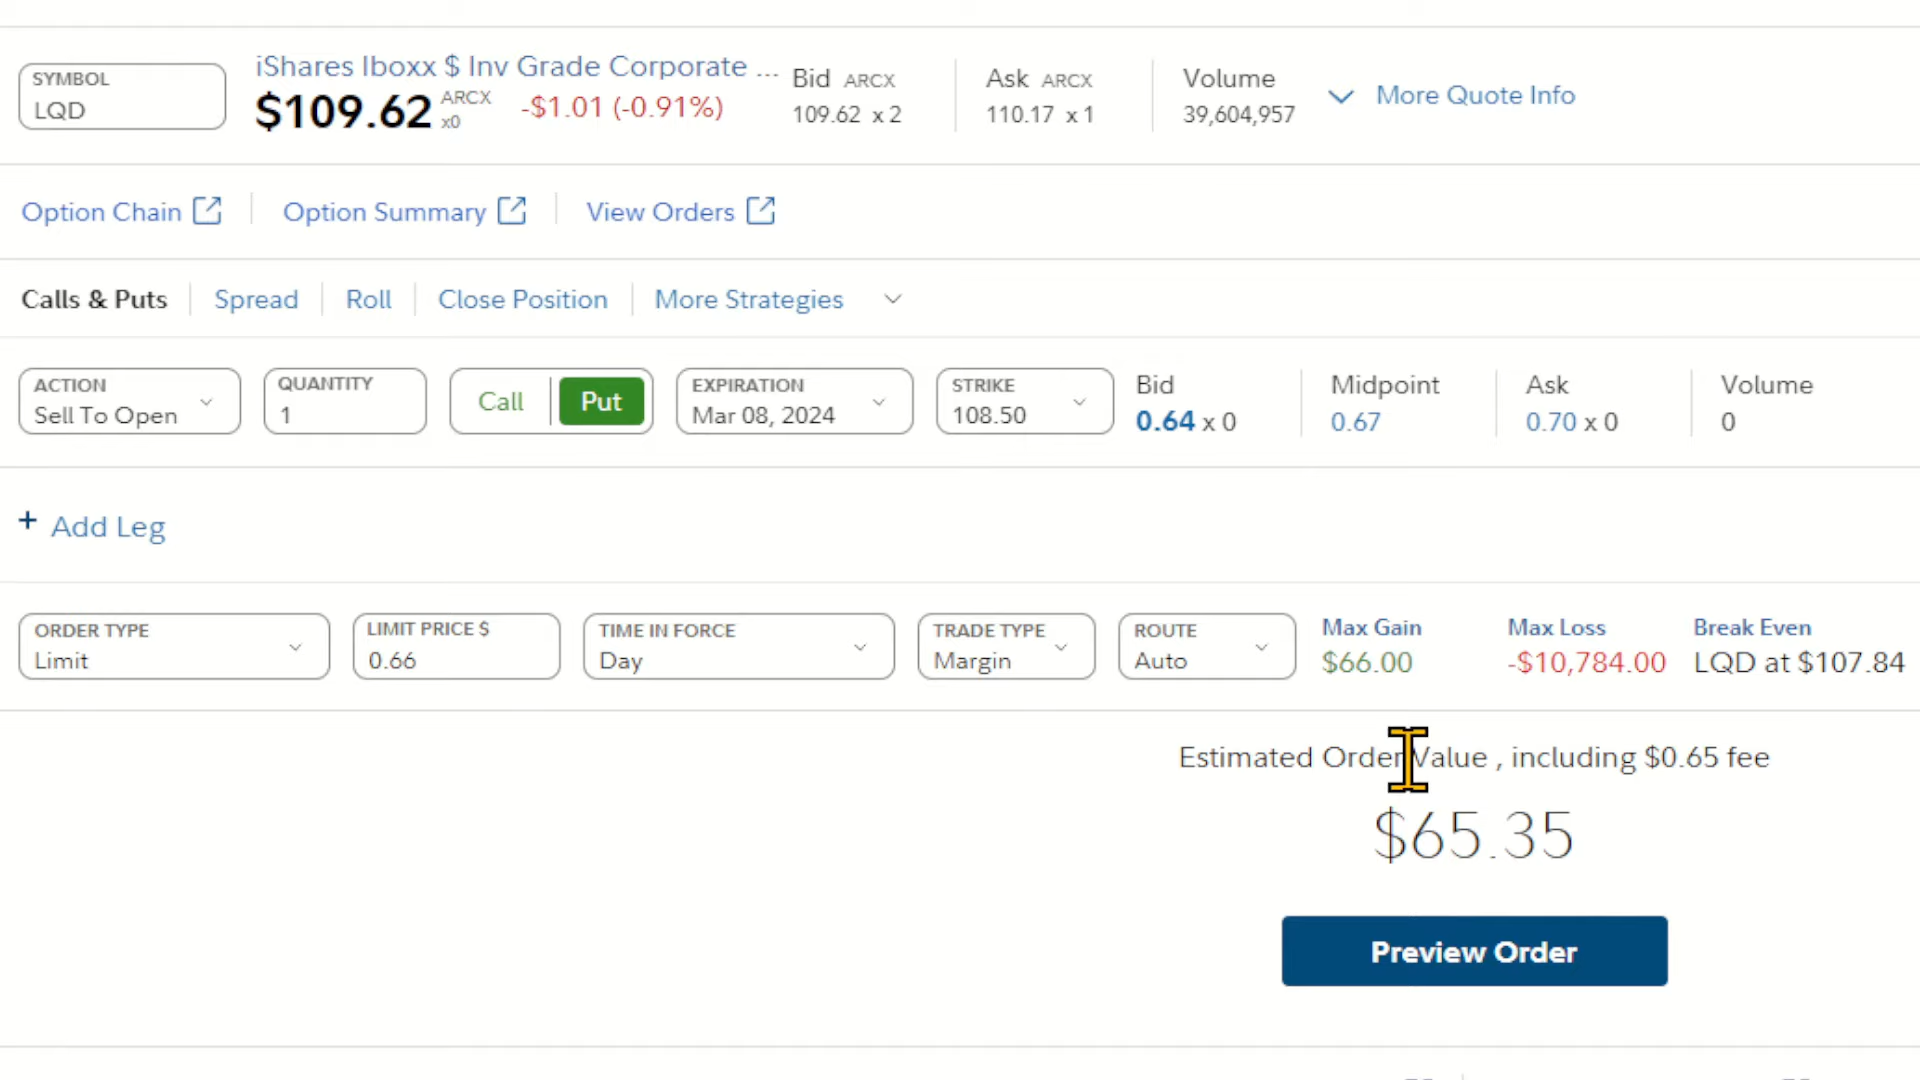 SYMBOL
LQD
iShares Iboxx $ Inv Grade Corporate ...
$109.62 ARCX x0 -$1.01 (-0.91%)
Bid ARCX
109.62 x 2
Ask ARCX
110.17 x 1
Volume
39,604,957
More Quote Info
Option Chain
Option Summary
View Orders
Calls & Puts
Spread
Roll
Close Position
More Strategies
ACTION
Sell To Open
QUANTITY
1
Call
Put
EXPIRATION
Mar 08, 2024
STRIKE
108.50
Bid
0.64 x 0
Midpoint
0.67
Ask
0.70 x 0
Volume
0
+ Add Leg
ORDER TYPE
Limit
LIMIT PRICE $
0.66
TIME IN FORCE
Day
TRADE TYPE
Margin
ROUTE
Auto
Max Gain
$66.00
Max Loss
-$10,784.00
Break Even
LQD at $107.84
Estimated Order Value , including $0.65 fee
$65.35
Preview Order